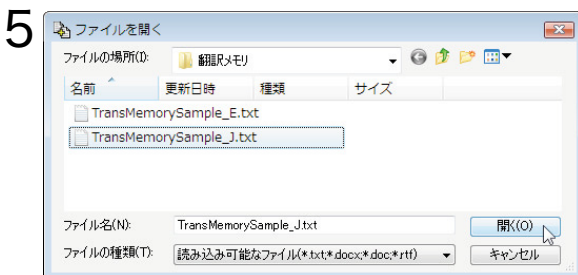 5
ファイルを開く
ファイルの場所(I):
翻訳メモリ
名前 更新日時 種類 サイズ
TransMemorySample_E.txt
TransMemorySample_J.txt
ファイル名(N): TransMemorySample_J.txt 開く(O)
ファイルの種類(T): 読み込み可能なファイル(*.txt;*.docx;*.doc;*.rtf) キャンセル